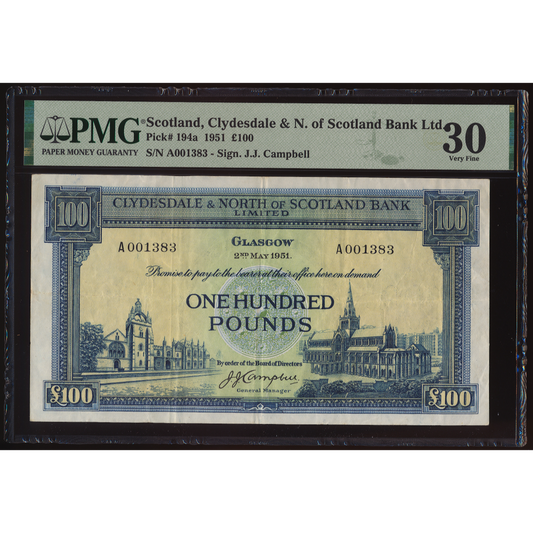 PMG
PAPER MONEY GUARANTY
Scotland, Clydesdale & N. of Scotland Bank Ltd
Pick# 194a 1951 £100
S/N A001383 - Sign. J.J. Campbell
30
Very Fine
100
CLYDESDALE & NORTH OF SCOTLAND BANK
LIMITED
100
A 001383
GLASGOW
A 001383
2ND MAY 1951.
Promise to pay to the bearer at their office here on demand
ONE HUNDRED
POUNDS
By order of the Board of Directors
J J Campbell
General Manager
£100
£100